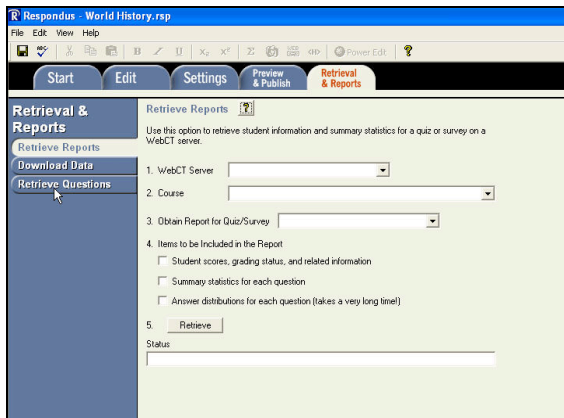 Respondus - World History.rsp
File Edit View Help
ABC B I U X₂ X² Σ Power Edit ?
Start Edit Settings Preview & Publish Retrieval & Reports
Retrieval & Reports
Retrieve Reports
Download Data
Retrieve Questions
Retrieve Reports ?
Use this option to retrieve student information and summary statistics for a quiz or survey on a
WebCT server.
1. WebCT Server
2. Course
3. Obtain Report for Quiz/Survey
4. Items to be Included in the Report
Student scores, grading status, and related information
Summary statistics for each question
Answer distributions for each question (takes a very long time!)
5. Retrieve
Status